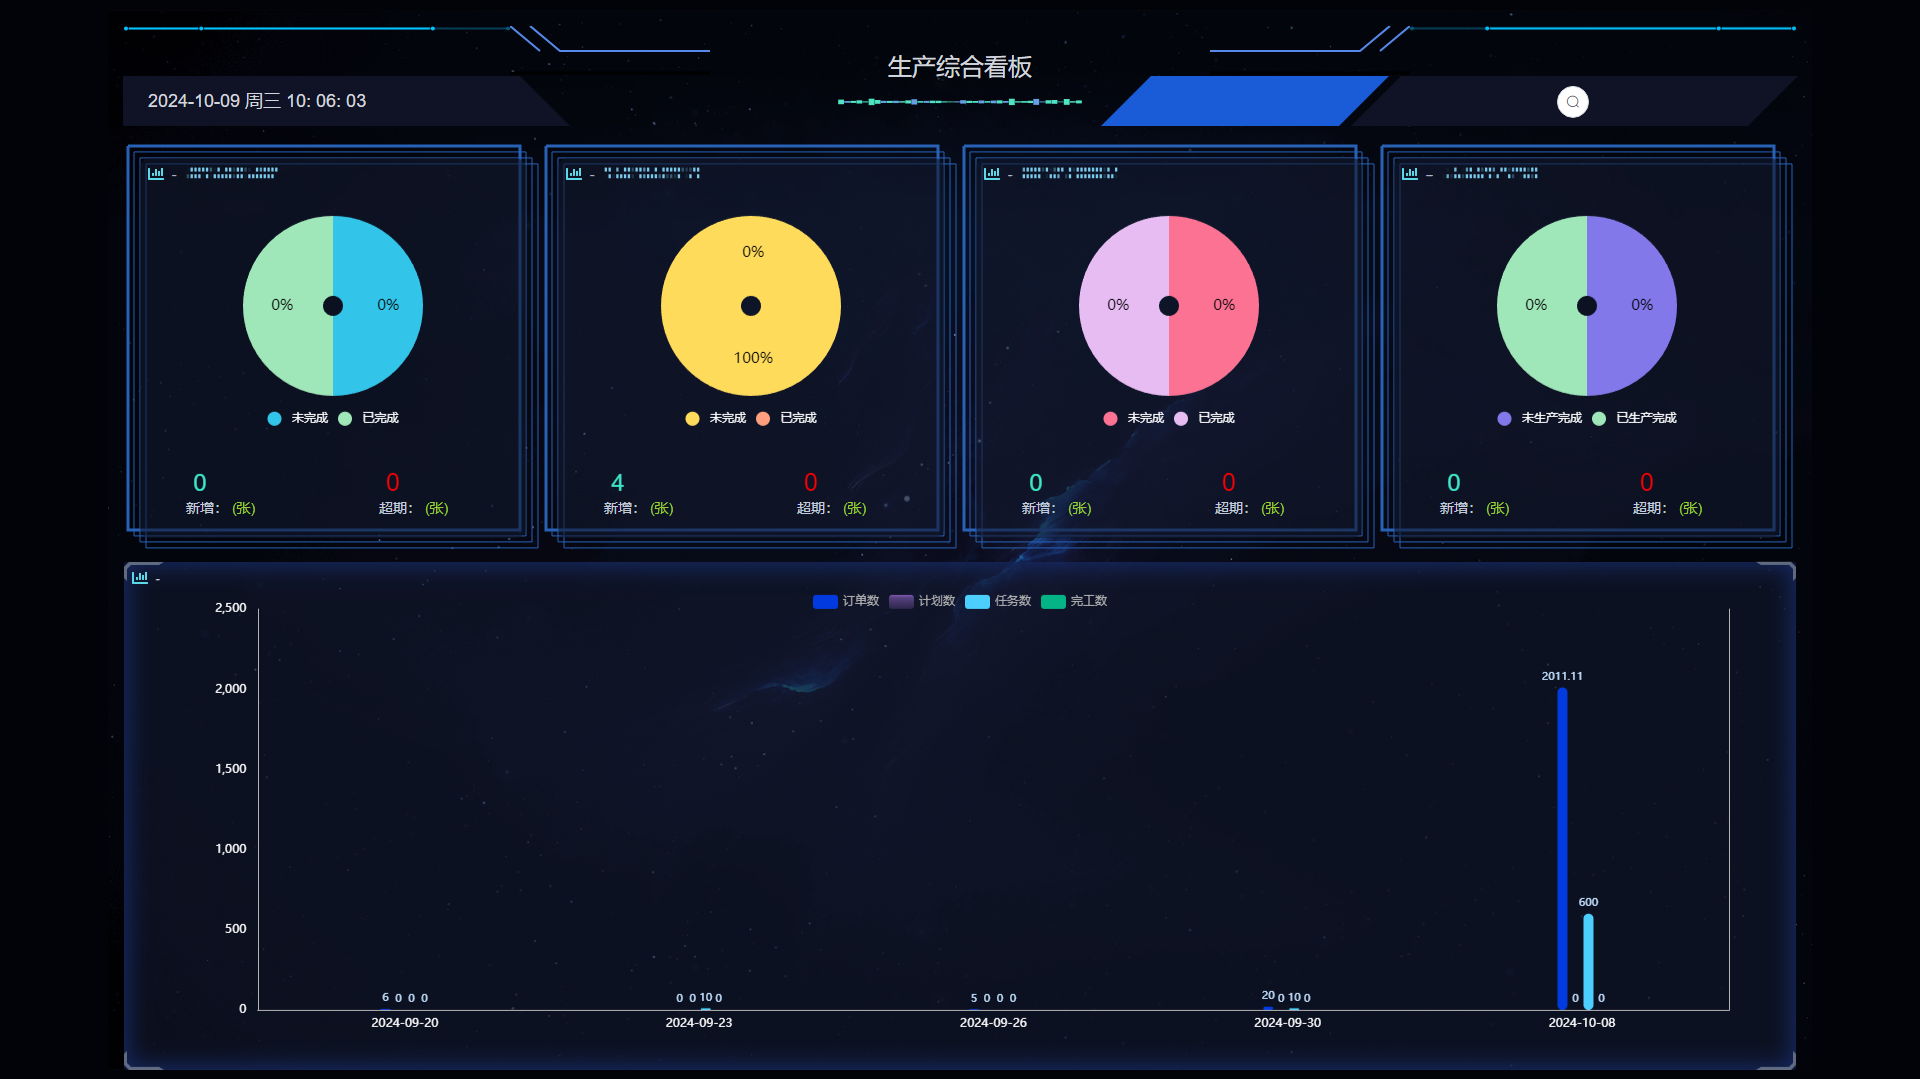 生产综合看板
2024-10-09 周三 10: 06: 03
-
0% 0%
未完成 已完成
0 0
新增： (张) 超期： (张)
-
0%
100%
未完成 已完成
4 0
新增： (张) 超期： (张)
-
0% 0%
未完成 已完成
0 0
新增： (张) 超期： (张)
-
0% 0%
未生产完成 已生产完成
0 0
新增： (张) 超期： (张)
-
订单数 计划数 任务数 完工数
2,500
2,000
1,500
1,000
500
0
6 0 0 0
0 0 10 0
5 0 0 0
20 0 10 0
2011.11 0 600 0
2024-09-20 2024-09-23 2024-09-26 2024-09-30 2024-10-08